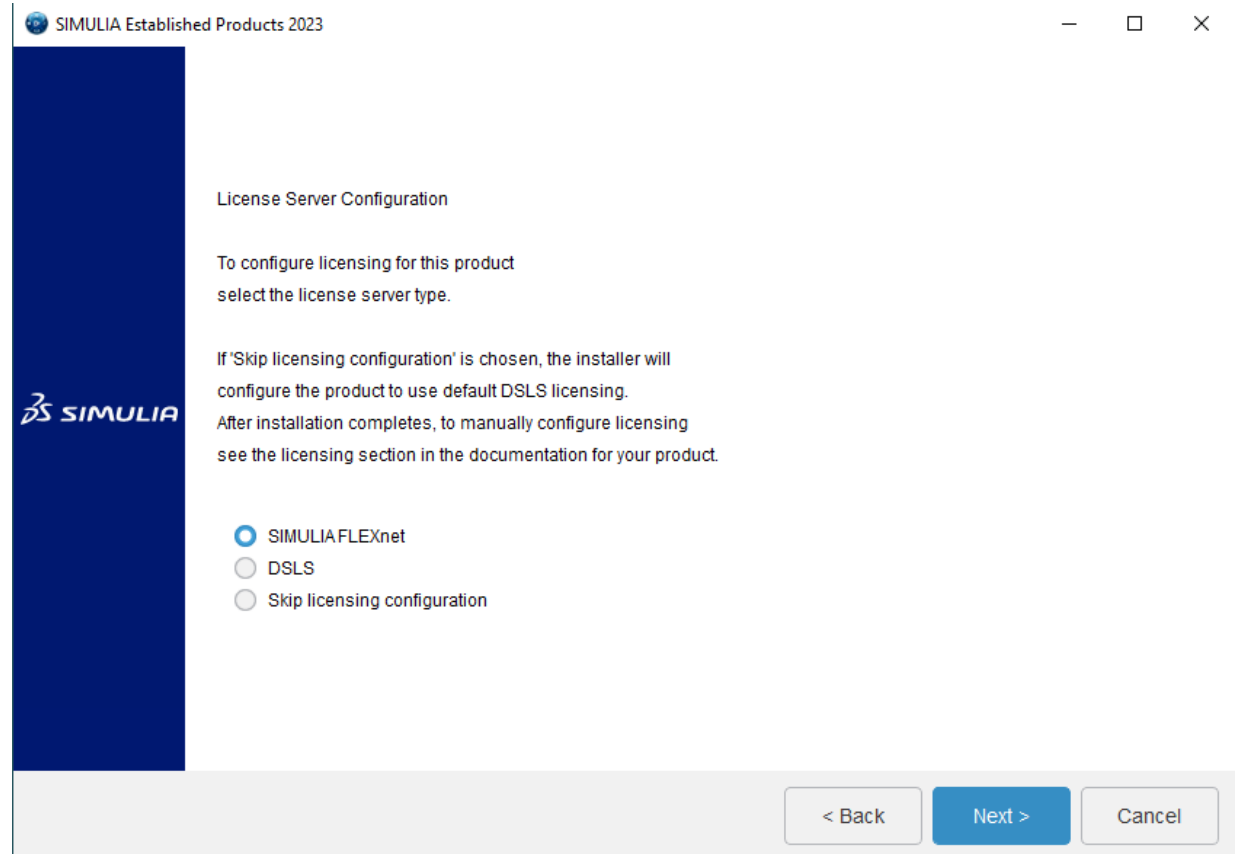 SIMULIA Established Products 2023
License Server Configuration
To configure licensing for this product
select the license server type.
If 'Skip licensing configuration' is chosen, the installer will
configure the product to use default DSLS licensing.
After installation completes, to manually configure licensing
see the licensing section in the documentation for your product.
3S SIMULIA
SIMULIA FLEXnet
DSLS
Skip licensing configuration
< Back
Next >
Cancel